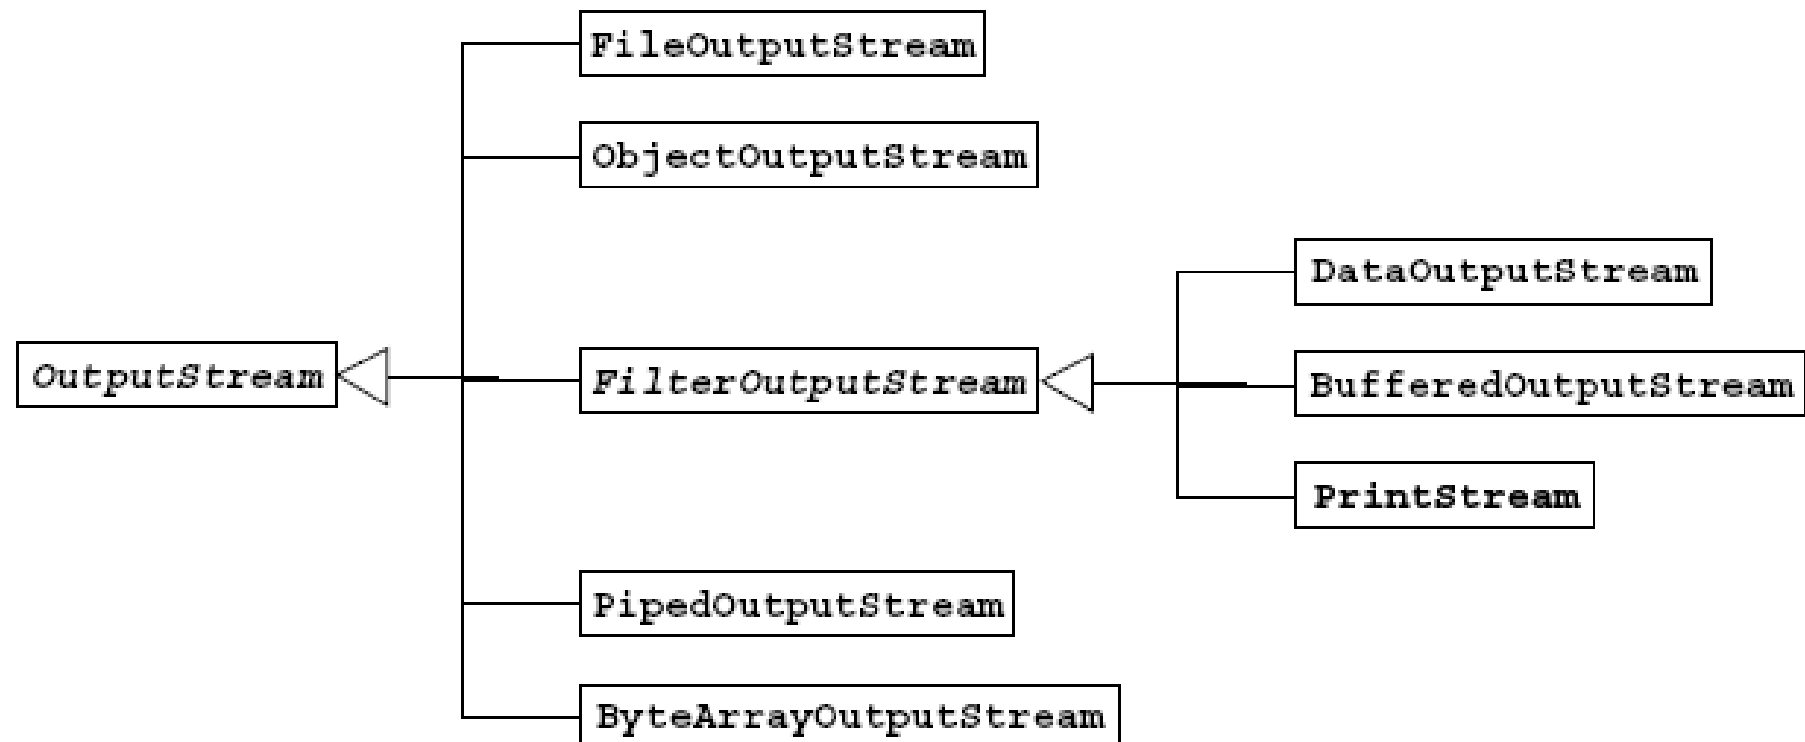 FileOutputStream
ObjectOutputStream
DataOutputStream
OutputStream
FilterOutputStream
BufferedOutputStream
PrintStream
PipedOutputStream
ByteArrayOutputStream